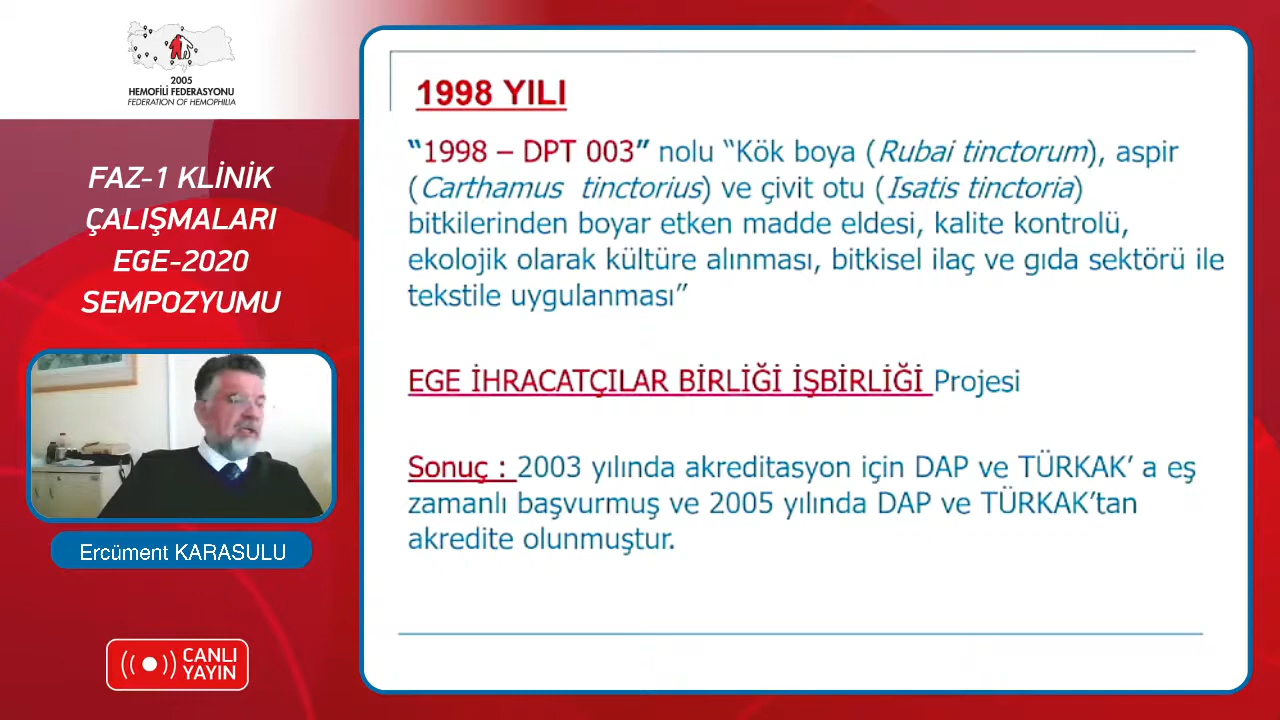 2005
HEMOFİLİ FEDERASYONU
FEDERATION OF HEMOPHILIA
FAZ-1 KLİNİK
ÇALIŞMALARI
EGE-2020
SEMPOZYUMU
Ercüment KARASULU
CANLI
YAYIN
1998 YILI
“1998 – DPT 003” nolu “Kök boya (Rubai tinctorum), aspir
(Carthamus tinctorius) ve çivit otu (Isatis tinctoria)
bitkilerinden boyar etken madde eldesi, kalite kontrolü,
ekolojik olarak kültüre alınması, bitkisel ilaç ve gıda sektörü ile
tekstile uygulanması”
EGE İHRACATÇILAR BİRLİĞİ İŞBİRLİĞİ Projesi
Sonuç : 2003 yılında akreditasyon için DAP ve TÜRKAK’ a eş
zamanlı başvurmuş ve 2005 yılında DAP ve TÜRKAK’tan
akredite olunmuştur.